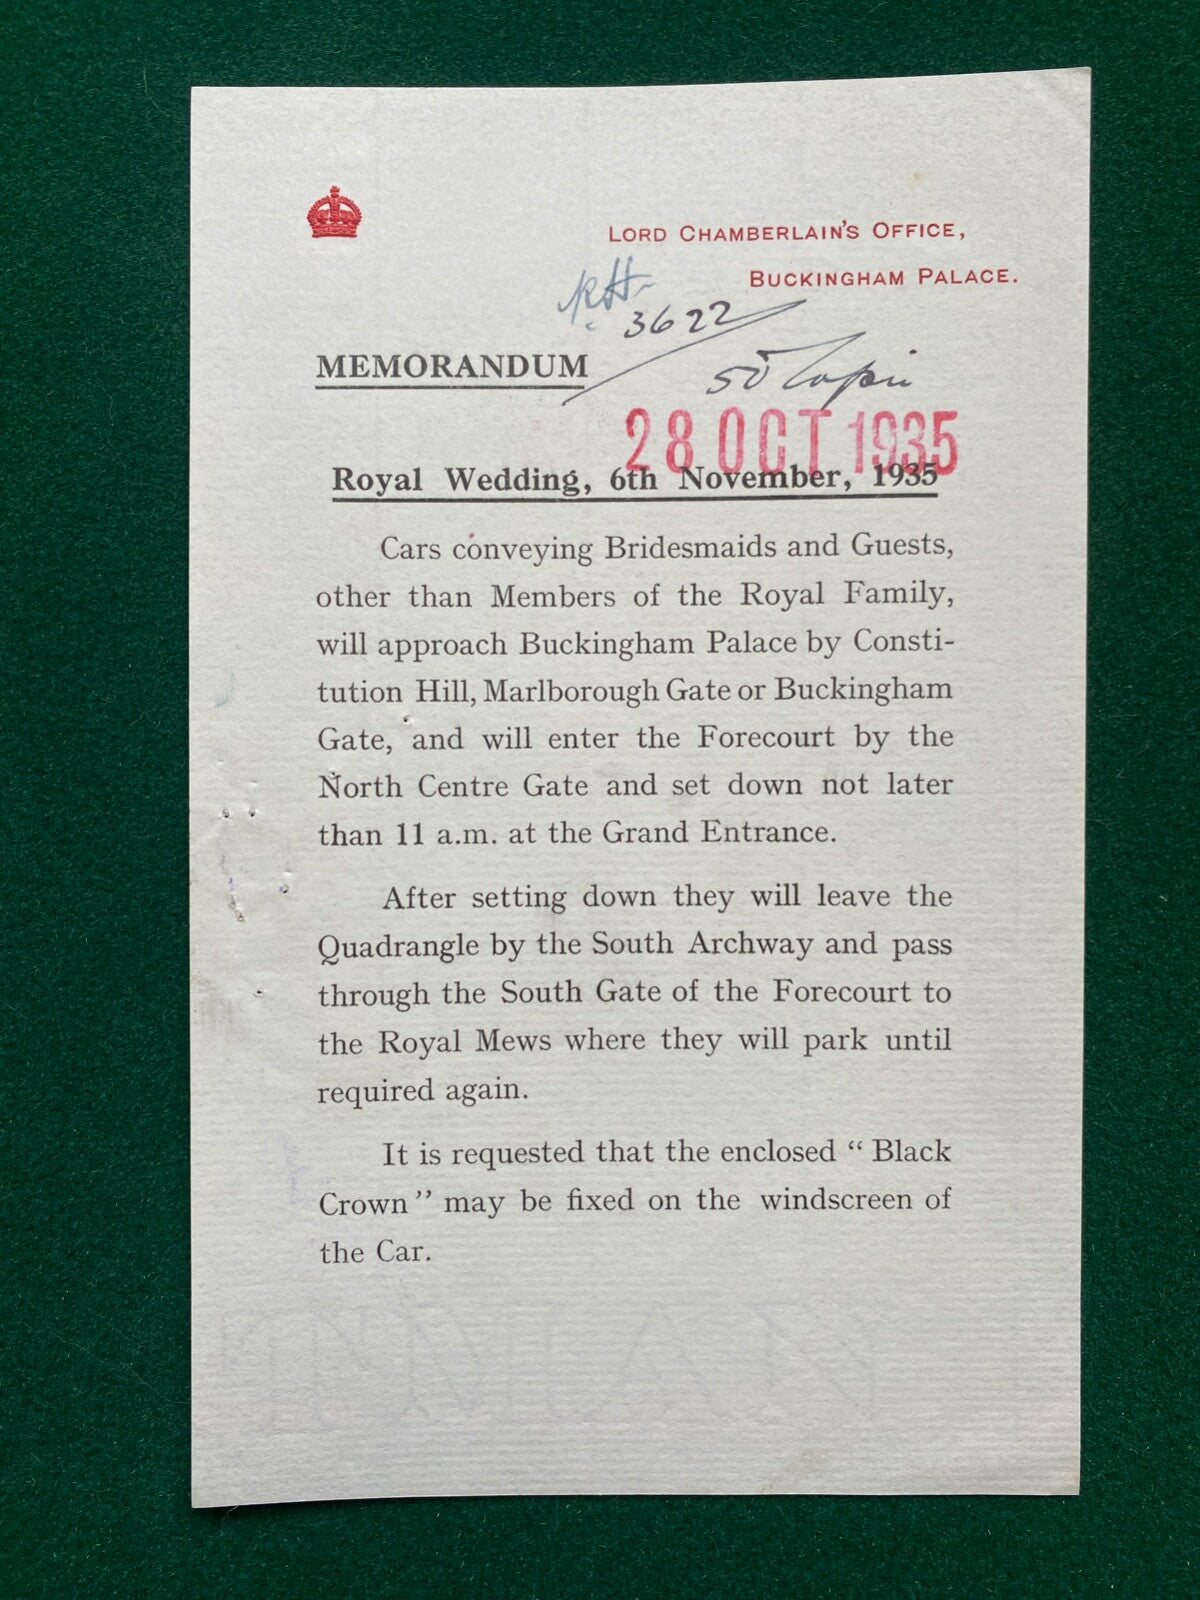 LORD CHAMBERLAIN'S OFFICE,
BUCKINGHAM PALACE.
3622
MEMORANDUM
50
28 OCT 1935
Royal Wedding, 6th November, 1935
Cars conveying Bridesmaids and Guests,
other than Members of the Royal Family,
will approach Buckingham Palace by Consti-
tution Hill, Marlborough Gate or Buckingham
Gate, and will enter the Forecourt by the
North Centre Gate and set down not later
than 11 a.m. at the Grand Entrance.
After setting down they will leave the
Quadrangle by the South Archway and pass
through the South Gate of the Forecourt to
the Royal Mews where they will park until
required again.
It is requested that the enclosed “ Black
Crown ” may be fixed on the windscreen of
the Car.